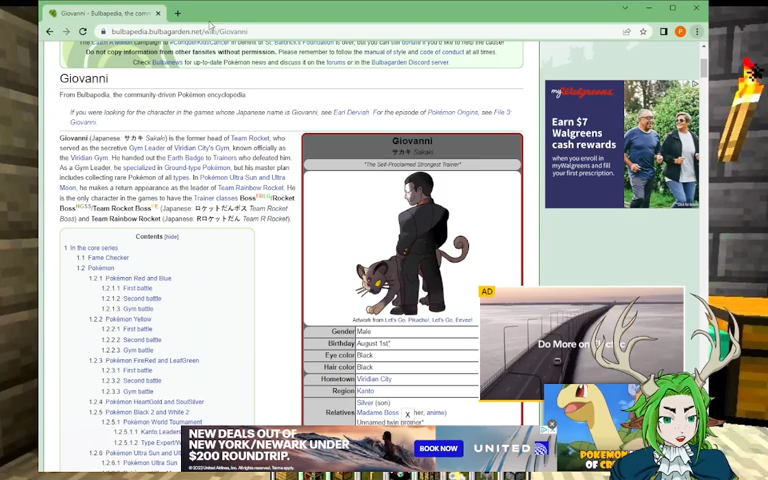 Giovanni - Bulbapedia, the comm
bulbapedia.bulbagarden.net/wiki/Giovanni
Do not copy information from other fansites without permission. Please remember to follow the manual of style and code of conduct at all times.
Check Bulbanews for up-to-date Pokémon news and discuss it on the forums or in the Bulbagarden Discord server.
Giovanni
From Bulbapedia, the community-driven Pokémon encyclopedia
If you were looking for the character in the games whose Japanese name is Giovanni, see Earl Dervish. For the episode of Pokémon Origins, see File 3:
Giovanni.
Giovanni (Japanese: サカキ Sakaki) is the former head of Team Rocket, who
served as the secretive Gym Leader of Viridian City's Gym, known officially as
the Viridian Gym. He handed out the Earth Badge to Trainers who defeated him.
As a Gym Leader, he specialized in Ground-type Pokémon, but his master plan
includes collecting rare Pokémon of all types. In Pokémon Ultra Sun and Ultra
Moon, he makes a return appearance as the leader of Team Rainbow Rocket. He
is the only character in the games to have the Trainer classes Boss/Rocket
Boss/Team Rocket Boss (Japanese: ロケットだんボス Team Rocket
Boss) and Team Rainbow Rocket (Japanese: Rロケットだん Team R Rocket)
Contents [hide]
1 In the core series
1.1 Fame Checker
1.2 Pokémon
1.2.1 Pokémon Red and Blue
1.2.1.1 First battle
1.2.1.2 Second battle
1.2.1.3 Gym battle
1.2.2 Pokémon Yellow
1.2.2.1 First battle
1.2.2.2 Second battle
1.2.2.3 Gym battle
1.2.3 Pokémon FireRed and LeafGreen
1.2.3.1 First battle
1.2.3.2 Second battle
1.2.3.3 Gym battle
1.2.4 Pokémon HeartGold and SoulSilver
1.2.5 Pokémon Black 2 and White 2
1.2.5.1 Pokémon World Tournament
1.2.5.1.1 Kanto Leaders
1.2.5.1.2 Type Expert
1.2.6 Pokémon Ultra Sun and Ult
1.2.6.1 Pokémon Ultra Sun
Giovanni
サカキ Sakaki
"The Self-Proclaimed Strongest Trainer"
Artwork from Let's Go, Pikachu!, Let's Go, Eevee!
Gender Male
Birthday August 1st
Eye color Black
Hair color Black
Hometown Viridian City
Region Kanto
Silver (son)
Relatives Madame Boss her, anime)
Unnamed twin brother
X
my Walgreens
Earn $7
Walgreens
cash rewards
when you enroll in
myWalgreens and fill
your first prescription.
AD
Do More on
NEW DEALS OUT OF
NEW YORK/NEWARK UNDER
$200 ROUNDTRIP.
©2022 United Airlines, Inc. All rights reserved. Terms apply.
BOOK NOW
UNITED
POKEMON
OF CR